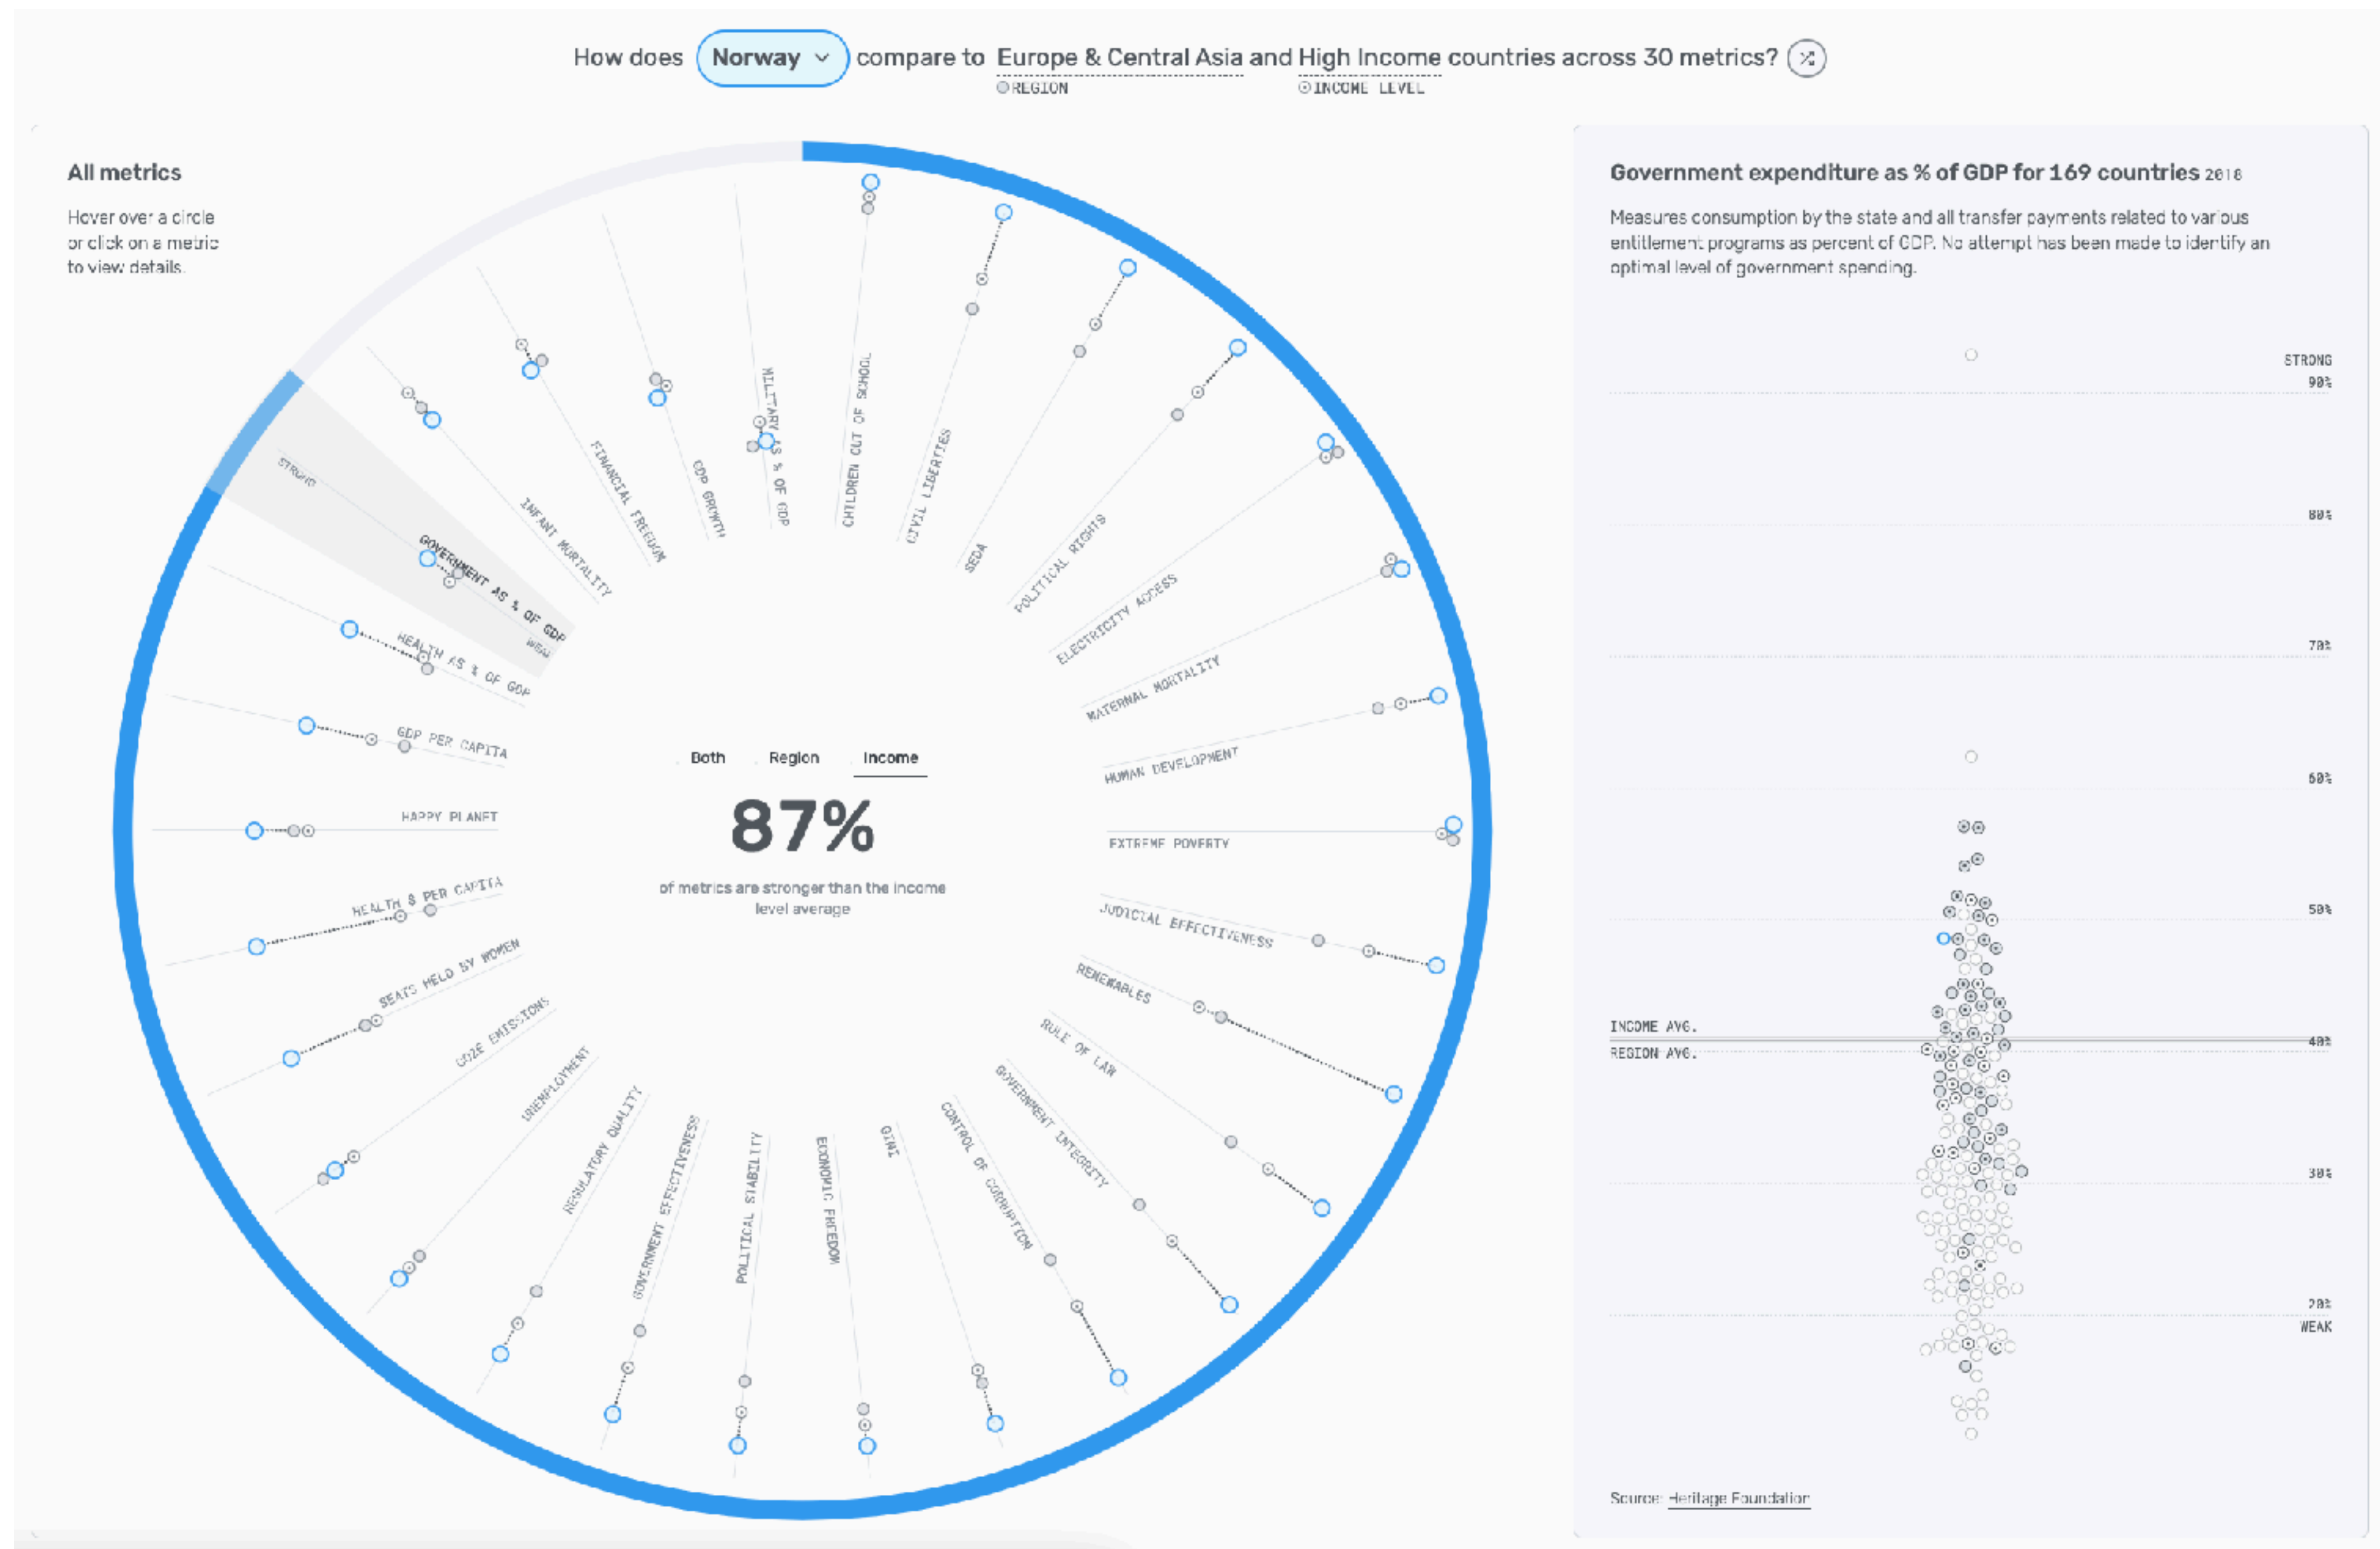 How does Norway compare to Europe & Central Asia and High Income countries across 30 metrics?
REGION
INCOME LEVEL
All metrics
Hover over a circle
or click on a metric
to view details.
MILITARY AS % OF GDP
CHILDREN OUT OF SCHOOL
CIVIL LIBERTIES
SEDA
POLITICAL RIGHTS
ELECTRICITY ACCESS
MATERNAL MORTALITY
HUMAN DEVELOPMENT
EXTREME POVERTY
JUDICIAL EFFECTIVENESS
RENEWABLES
RULE OF LAW
GOVERNMENT INTEGRITY
CONTROL OF CORRUPTION
GINI
ECONOMIC FREEDOM
POLITICAL STABILITY
GOVERNMENT EFFECTIVENESS
REGULATORY QUALITY
UNEMPLOYMENT
CO2E EMISSIONS
SEATS HELD BY WOMEN
HEALTH $ PER CAPITA
HAPPY PLANET
GDP PER CAPITA
HEALTH AS % OF GDP
STRONG
GOVERNMENT AS % OF GDP
WEAK
INFANT MORTALITY
FINANCIAL FREEDOM
GDP GROWTH
Both Region Income
87%
of metrics are stronger than the income
level average
Government expenditure as % of GDP for 169 countries 2018
Measures consumption by the state and all transfer payments related to various
entitlement programs as percent of GDP. No attempt has been made to identify an
optimal level of government spending.
STRONG
90%
80%
70%
60%
50%
INCOME AVG.
40%
REGION AVG.
30%
20%
WEAK
Source: Heritage Foundation